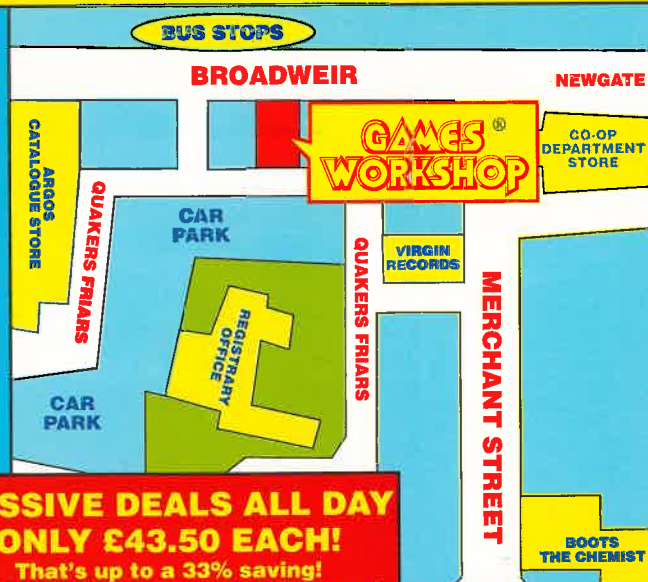 BUS STOPS
BROADWEIR
NEWGATE
GAMES ®
WORKSHOP
CO-OP
DEPARTMENT
STORE
ARGOS
CATALOGUE STORE
QUAKERS FRIARS
CAR
PARK
QUAKERS FRIARS
VIRGIN
RECORDS
MERCHANT STREET
REGISTRARY
OFFICE
CAR
PARK
SSIVE DEALS ALL DAY
ONLY £43.50 EACH!
That's up to a 33% saving!
BOOTS
THE CHEMIST